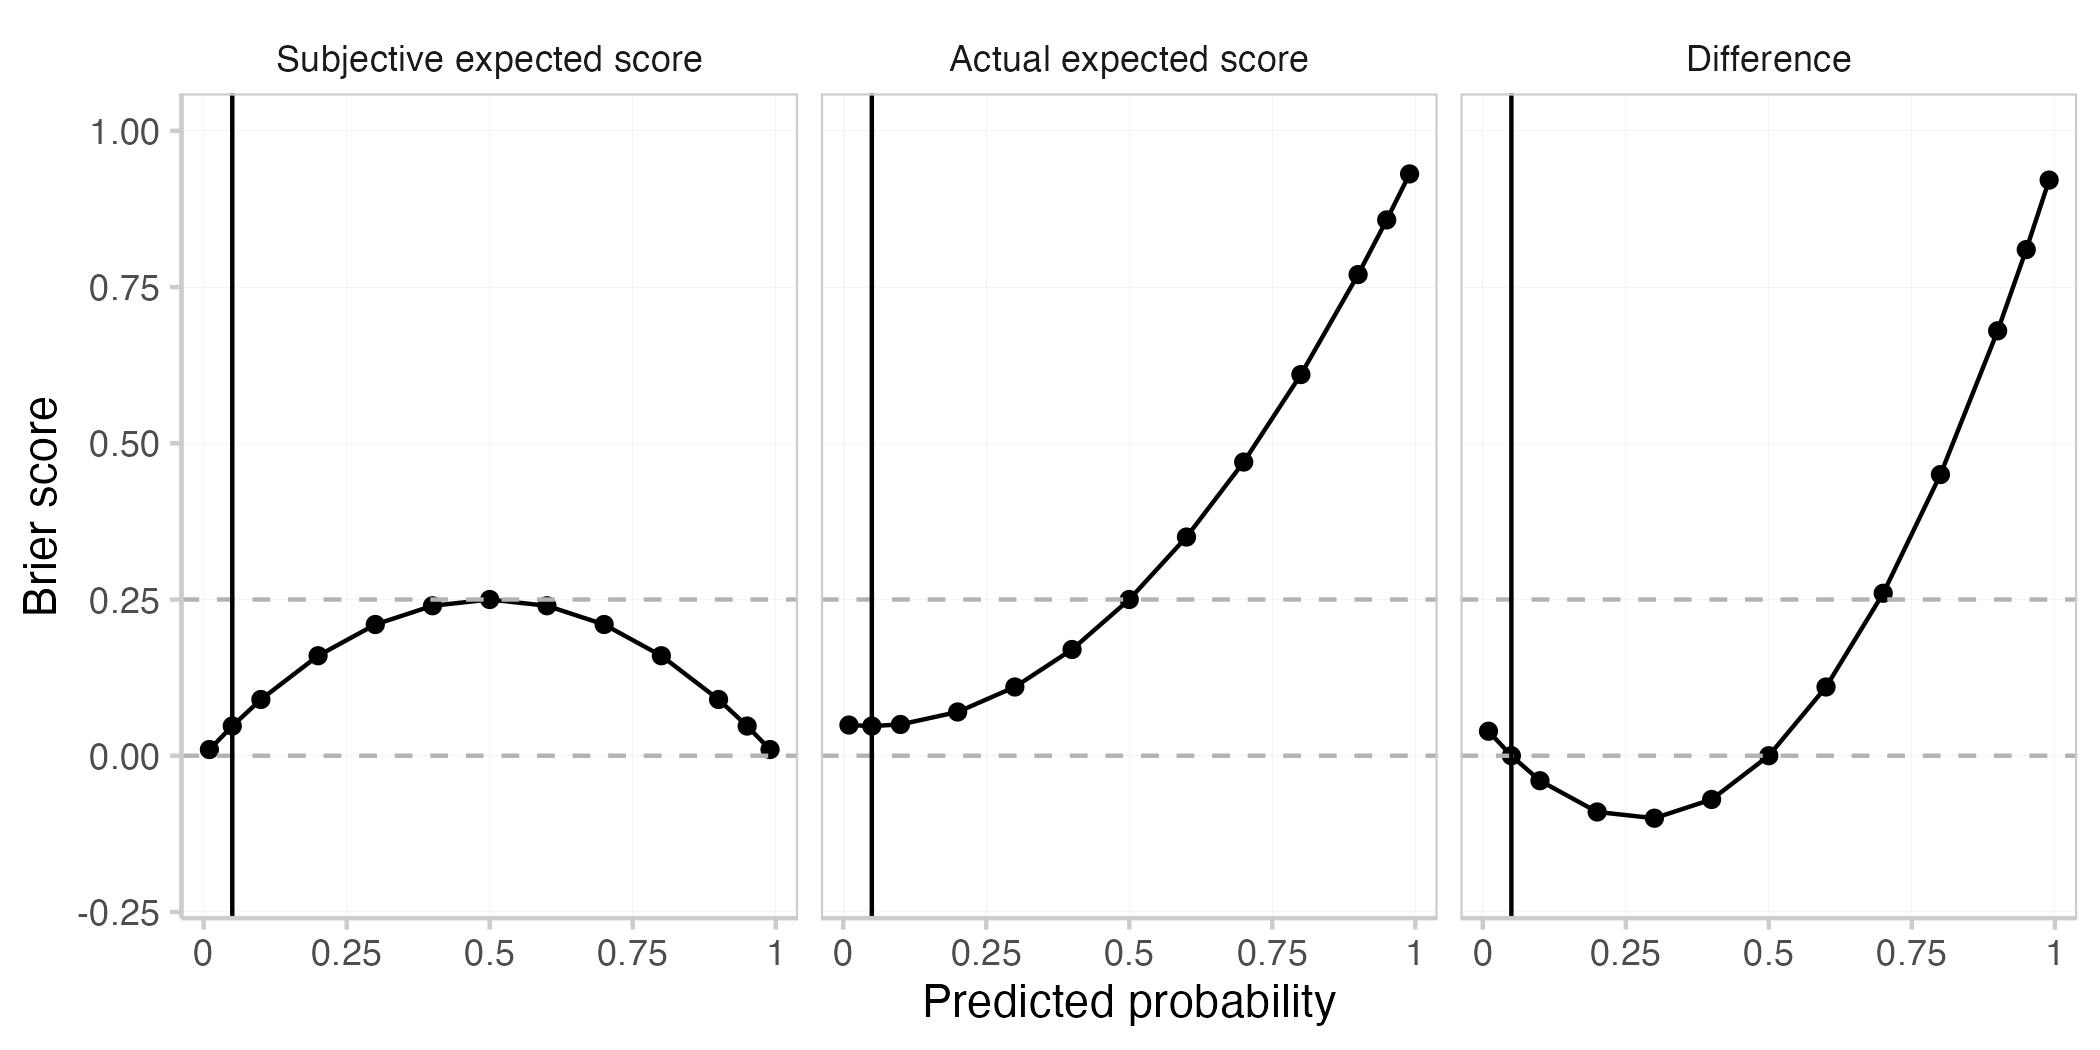 Subjective expected score
Actual expected score
Difference
Brier score
1.00
0.75
0.50
0.25
0.00
-0.25
0 0.25 0.5 0.75 1
0 0.25 0.5 0.75 1
0 0.25 0.5 0.75 1
Predicted probability